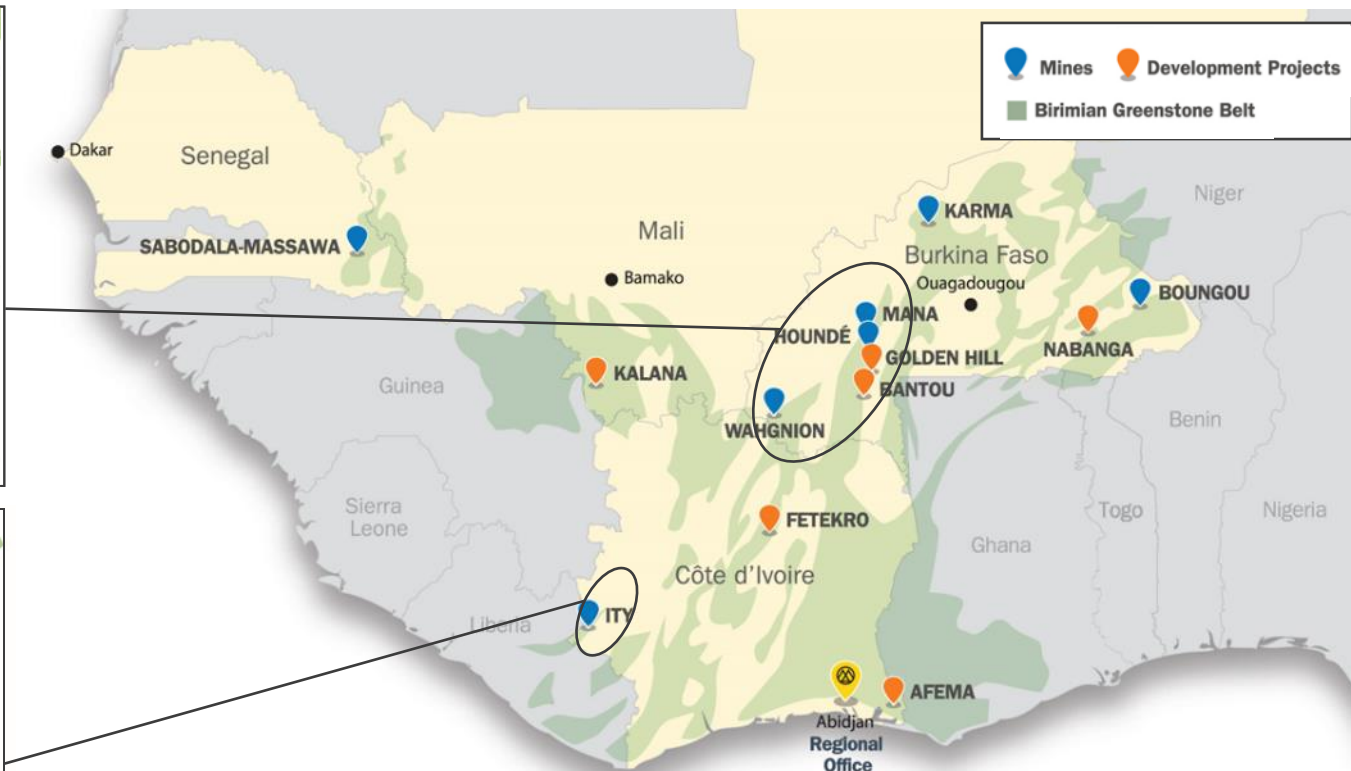 Mines
Development Projects
Birimian Greenstone Belt
Dakar
Senegal
Niger
KARMA
Mali
SABODALA-MASSAWA
Burkina Faso
Bamako
Ouagadougou
BOUNGOU
MANA
HOUNDÉ
NABANGA
GOLDEN HILL
KALANA
Guinea
BANTOU
Benin
WAHGNION
Sierra
Leone
Togo
Nigeria
FETEKRO
Ghana
Côte d'Ivoire
ITY
Liberia
AFEMA
Abidjan
Regional
Office